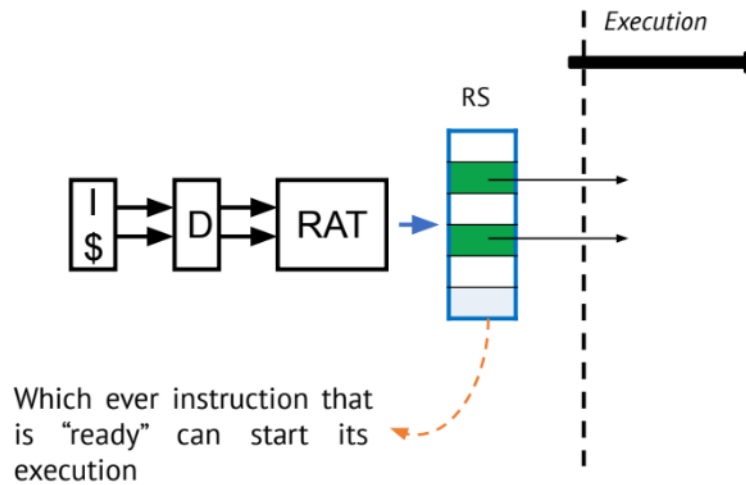 Execution
RS
I
$
D
RAT
Which ever instruction that
is “ready” can start its
execution